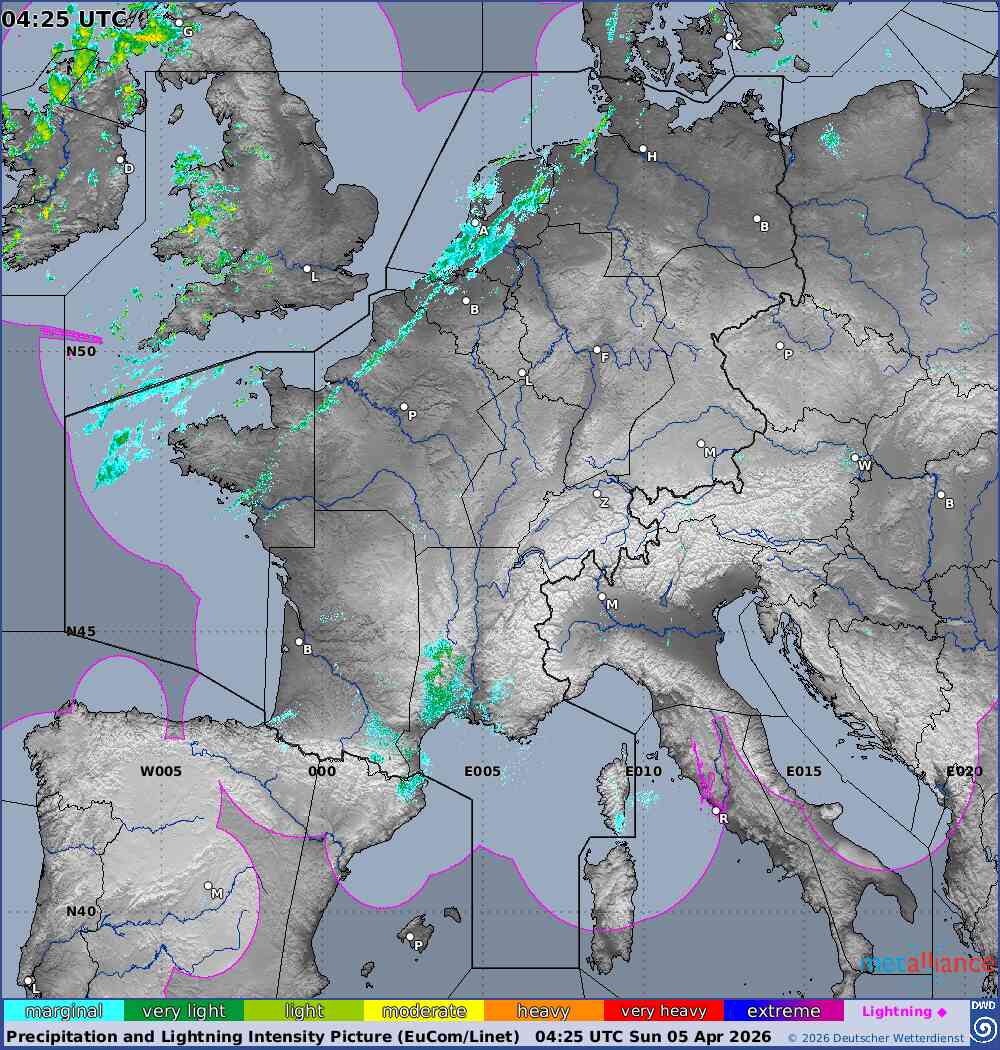 04:25 UTC
G
K
D
H
A
B
L
B
N50
F
P
L
P
M
W
Z
B
M
N45
B
W005
000
E005
E010
E015
E020
R
M
N40
P
L
metalliance
marginal
very light
light
moderate
heavy
very heavy
extreme
Lightning ◆
DWD
Precipitation and Lightning Intensity Picture (EuCom/Linet) 04:25 UTC Sun 05 Apr 2026
© 2026 Deutscher Wetterdienst